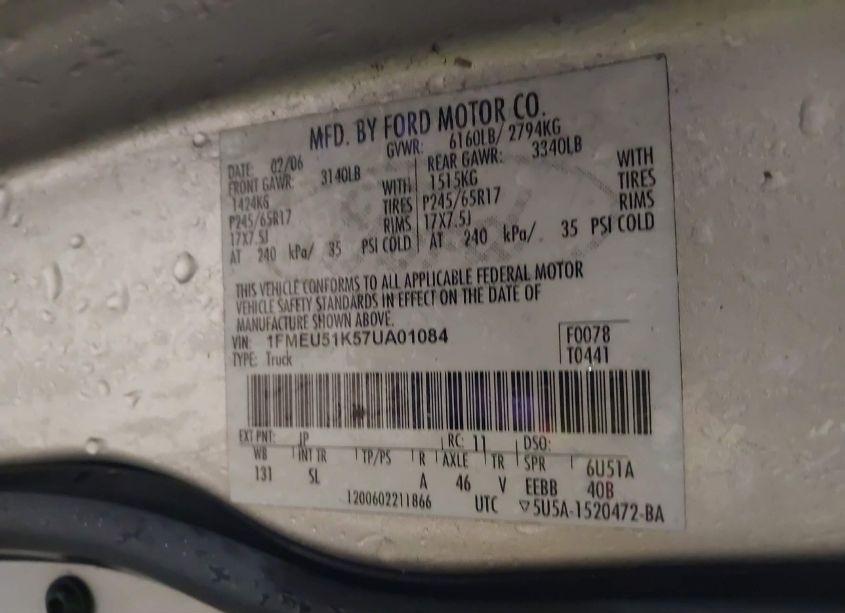 MFD. BY FORD MOTOR CO.
DATE: 02/06 GVWR: 6160LB/ 2794KG
FRONT GAWR: 3140LB REAR GAWR: 3340LB
1424KG WITH 1515KG WITH
P245/65R17 TIRES P245/65R17 TIRES
17X7.5J RIMS 17X7.5J RIMS
AT 240 kPa/ 35 PSI COLD AT 240 kPa/ 35 PSI COLD
THIS VEHICLE CONFORMS TO ALL APPLICABLE FEDERAL MOTOR
VEHICLE SAFETY STANDARDS IN EFFECT ON THE DATE OF
MANUFACTURE SHOWN ABOVE.
VIN: 1FMEU51K57UA01084 F0078
TYPE: Truck T0441
EXT PNT: JP RC: 11 DSO:
WB INT TR TP/PS R AXLE TR SPR 6U51A
131 SL A 46 V EEBB 40B
1200602211866 UTC ▽5U5A-1520472-BA